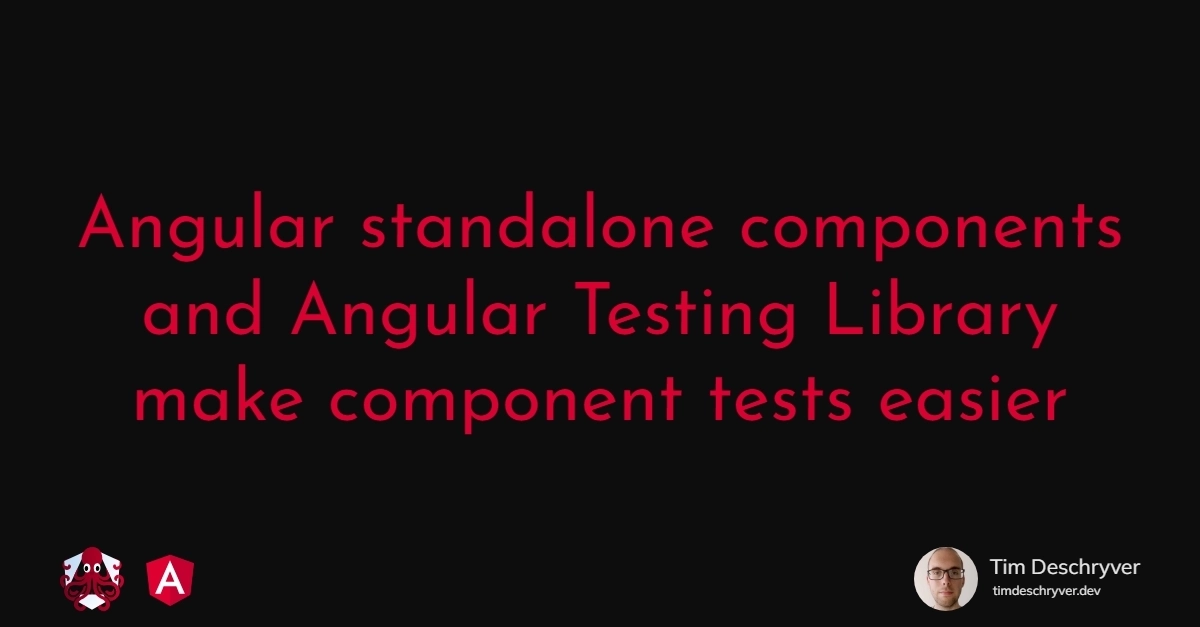 Angular standalone components
and Angular Testing Library
make component tests easier
A
Tim Deschryver
timdeschryver.dev